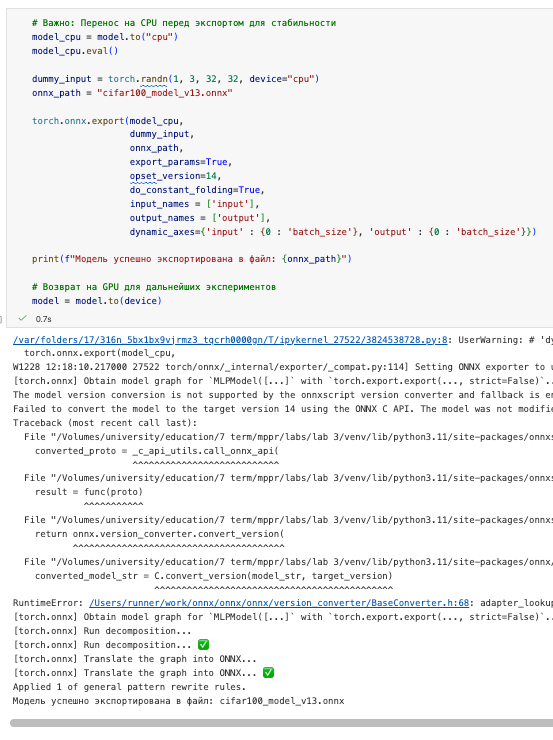 # Важно: Перенос на CPU перед экспортом для стабильности
model_cpu = model.to("cpu")
model_cpu.eval()
dummy_input = torch.randn(1, 3, 32, 32, device="cpu")
onnx_path = "cifar100_model_v13.onnx"
torch.onnx.export(model_cpu,
dummy_input,
onnx_path,
export_params=True,
opset_version=14,
do_constant_folding=True,
input_names = ['input'],
output_names = ['output'],
dynamic_axes={'input' : {0 : 'batch_size'}, 'output' : {0 : 'batch_size'}})
print(f"Модель успешно экспортирована в файл: {onnx_path}")
# Возврат на GPU для дальнейших экспериментов
model = model.to(device)
0.7s
/var/folders/17/316n_5bx1bx9vjrmz3_tqcrh0000gn/T/ipykernel_27522/3824538728.py:8: UserWarning: # 'dy
torch.onnx.export(model_cpu,
W1228 12:18:10.217000 27522 torch/onnx/_internal/exporter/_compat.py:114] Setting ONNX exporter to u
[torch.onnx] Obtain model graph for `MLPModel([...]` with `torch.export.export(..., strict=False)`..
The model version conversion is not supported by the onnxscript version converter and fallback is en
Failed to convert the model to the target version 14 using the ONNX C API. The model was not modifie
Traceback (most recent call last):
File "/Volumes/university/education/7 term/mppr/labs/lab 3/venv/lib/python3.11/site-packages/onnxs
converted_proto = _c_api_utils.call_onnx_api(
^^^^^^^^^^^^^^^^^^^^^^^^^^^
File "/Volumes/university/education/7 term/mppr/labs/lab 3/venv/lib/python3.11/site-packages/onnxs
result = func(proto)
^^^^^^^^^^^
File "/Volumes/university/education/7 term/mppr/labs/lab 3/venv/lib/python3.11/site-packages/onnxs
return onnx.version_converter.convert_version(
^^^^^^^^^^^^^^^^^^^^^^^^^^^^^^^^^^^^^^^
File "/Volumes/university/education/7 term/mppr/labs/lab 3/venv/lib/python3.11/site-packages/onnx/
converted_model_str = C.convert_version(model_str, target_version)
^^^^^^^^^^^^^^^^^^^^^^^^^^^^^^^^^^^^^^^^^^^^
RuntimeError: /Users/runner/work/onnx/onnx/onnx/version_converter/BaseConverter.h:68: adapter_lookup
[torch.onnx] Obtain model graph for `MLPModel([...]` with `torch.export.export(..., strict=False)`..
[torch.onnx] Run decomposition...
[torch.onnx] Run decomposition... ✅
[torch.onnx] Translate the graph into ONNX...
[torch.onnx] Translate the graph into ONNX... ✅
Applied 1 of general pattern rewrite rules.
Модель успешно экспортирована в файл: cifar100_model_v13.onnx